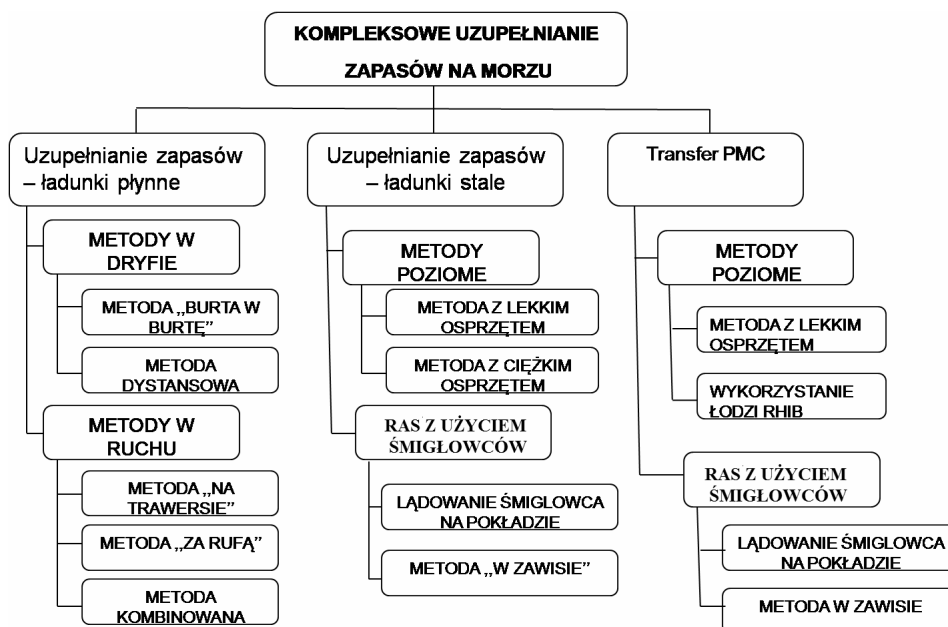 KOMPLEKSOWE UZUPEŁNIANIE
ZAPASÓW NA MORZU
Uzupełnianie zapasów
– ładunki płynne
METODY W
DRYFIE
METODA „BURTA W
BURTĘ”
METODA
DYSTANSOWA
METODY W
RUCHU
METODA „NA
TRAWERSIE”
METODA „ZA RUFĄ”
METODA
KOMBINOWANA
Uzupełnianie zapasów
– ładunki stale
METODY
POZIOME
METODA Z LEKKIM
OSPRZĘTEM
METODA Z CIĘŻKIM
OSPRZĘTEM
RAS Z UŻYCIEM
ŚMIGŁOWCÓW
LĄDOWANIE ŚMIGLOWCA
NA POKŁADZIE
METODA „W ZAWISIE”
Transfer PMC
METODY
POZIOME
METODA Z LEKKIM
OSPRZĘTEM
WYKORZYSTANIE
ŁODZI RHIB
RAS Z UŻYCIEM
ŚMIGŁOWCÓW
LĄDOWANIE ŚMIGLOWCA
NA POKŁADZIE
METODA W ZAWISIE